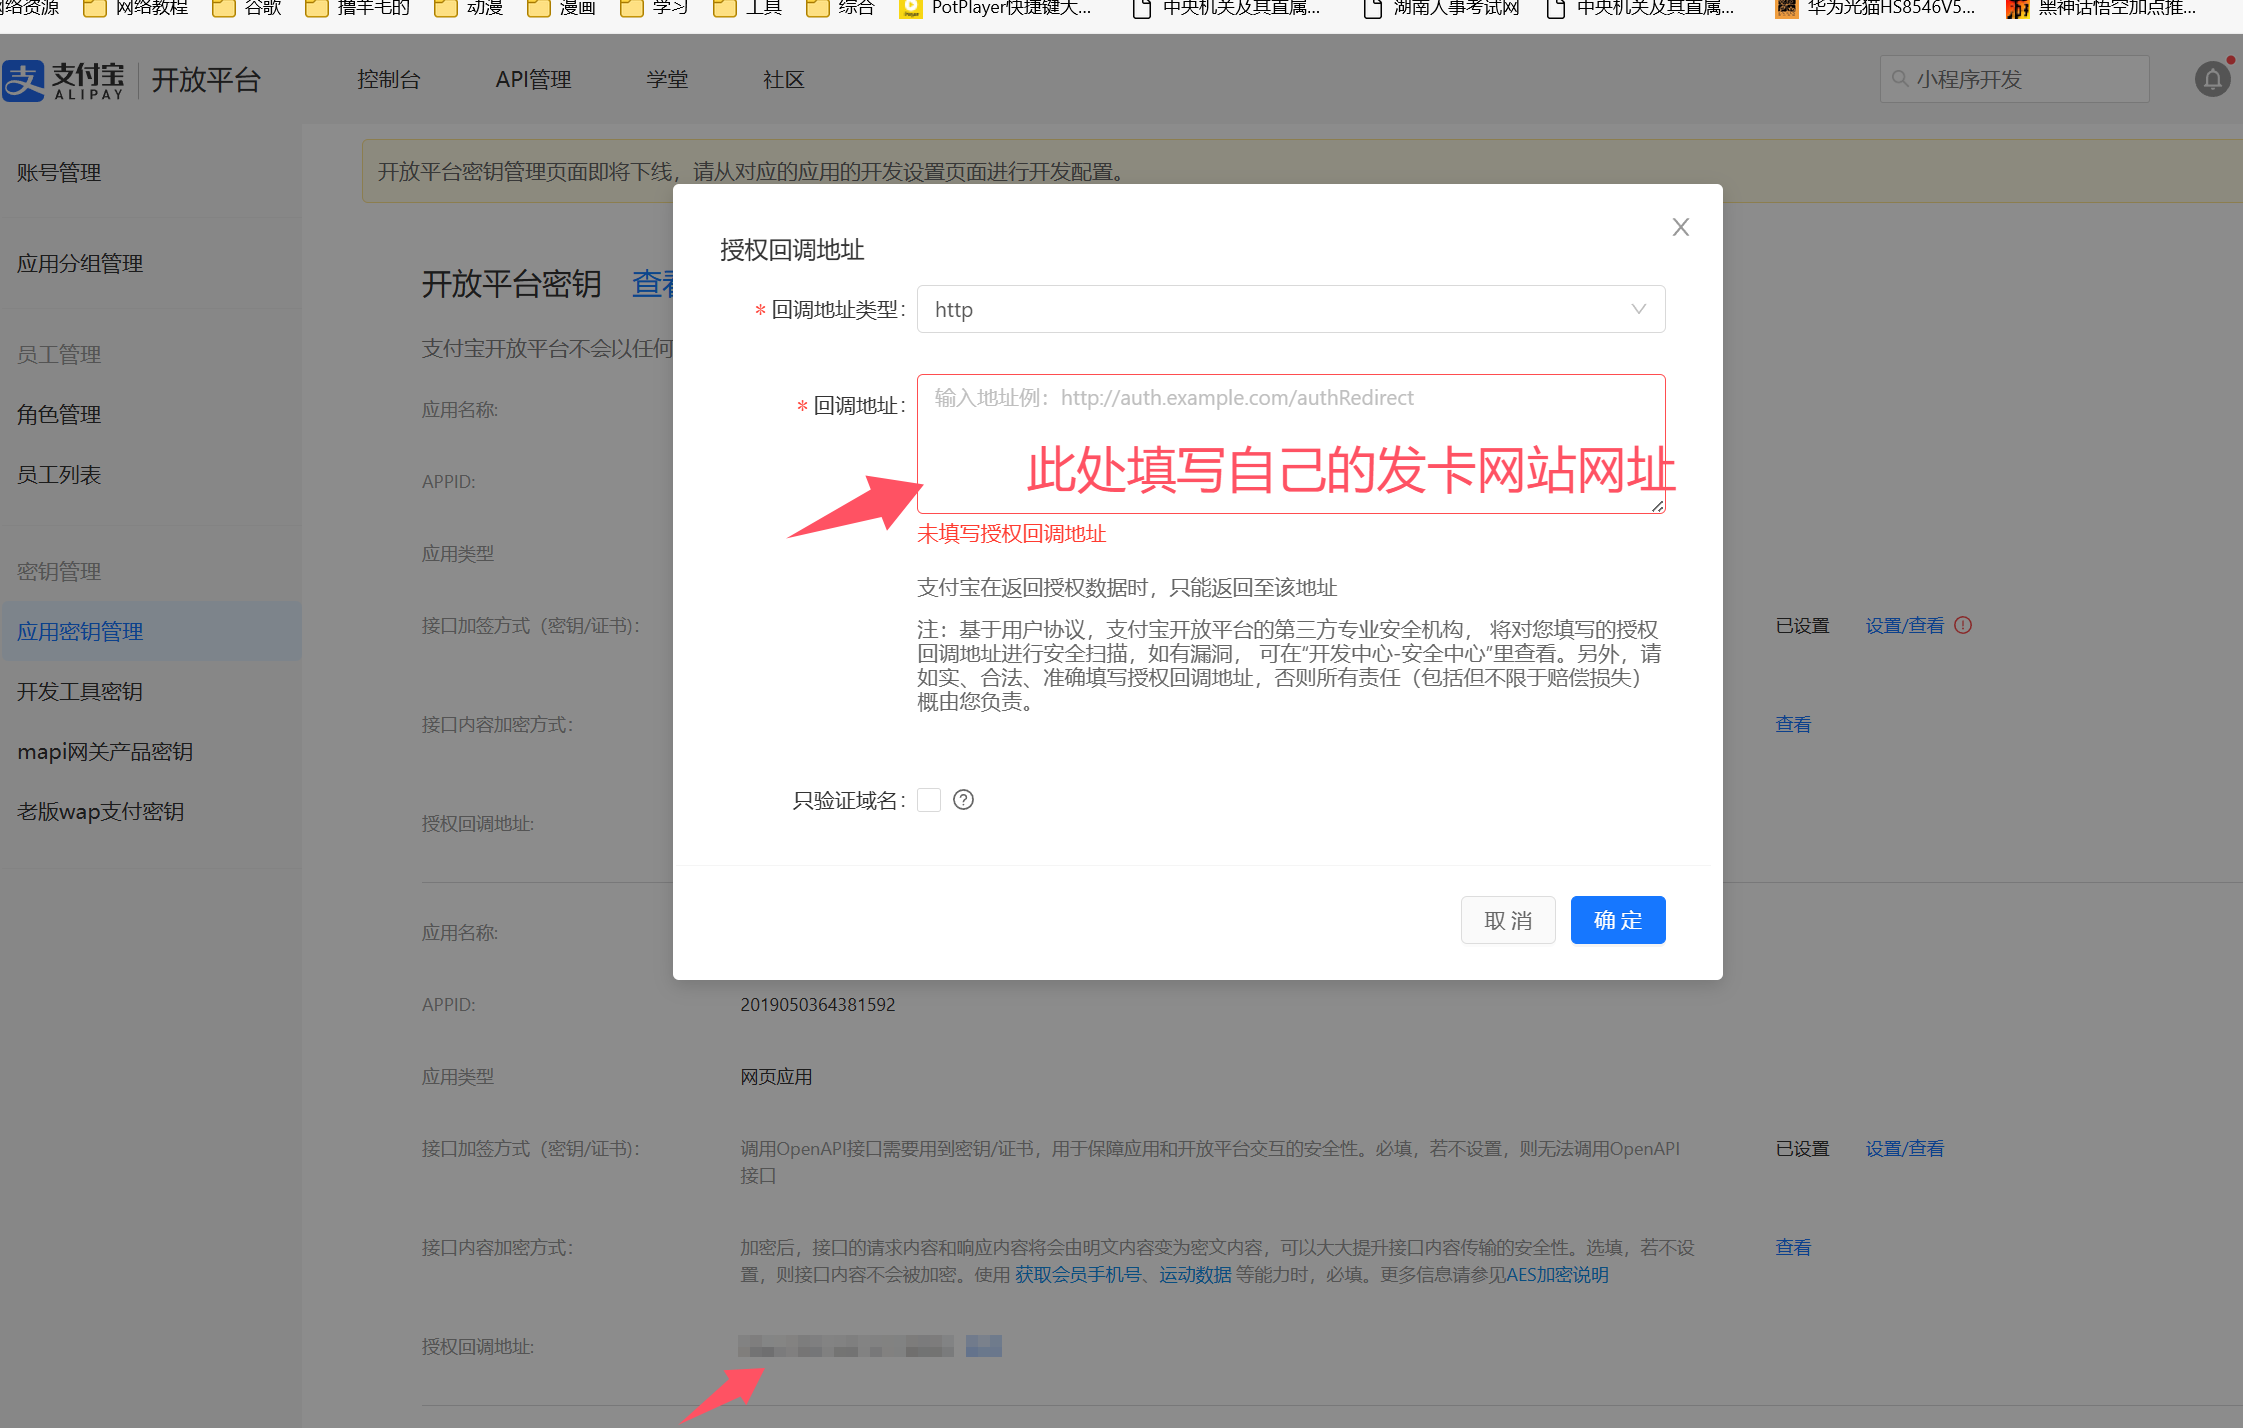 网络教程
谷歌
撸羊毛的
动漫
漫画
学习
工具
综合
PotPlayer快捷键大...
中央机关及其直属...
湖南人事考试网
中央机关及其直属...
华为光猫HS8546V5...
黑神话悟空加点推...
支付宝
ALIPAY
开放平台
控制台
API管理
学堂
社区
小程序开发
账号管理
应用分组管理
员工管理
角色管理
员工列表
密钥管理
应用密钥管理
开发工具密钥
mapi网关产品密钥
老版wap支付密钥
开放平台密钥管理页面即将下线，请从对应的应用的开发设置页面进行开发配置。
开放平台密钥 查看
支付宝开放平台不会以任何
应用名称:
APPID:
应用类型
接口加签方式（密钥/证书）:
已设置 设置/查看
接口内容加密方式:
查看
授权回调地址:
授权回调地址
* 回调地址类型: http
* 回调地址: 输入地址例：http://auth.example.com/authRedirect
此处填写自己的发卡网站网址
未填写授权回调地址
支付宝在返回授权数据时，只能返回至该地址
注：基于用户协议，支付宝开放平台的第三方专业安全机构， 将对您填写的授权
回调地址进行安全扫描，如有漏洞， 可在“开发中心-安全中心”里查看。另外，请
如实、合法、准确填写授权回调地址，否则所有责任（包括但不限于赔偿损失）
概由您负责。
只验证域名:
取 消
确 定
应用名称:
APPID: 2019050364381592
应用类型 网页应用
接口加签方式（密钥/证书）: 调用OpenAPI接口需要用到密钥/证书，用于保障应用和开放平台交互的安全性。必填，若不设置，则无法调用OpenAPI
接口
已设置 设置/查看
接口内容加密方式: 加密后，接口的请求内容和响应内容将会由明文内容变为密文内容，可以大大提升接口内容传输的安全性。选填，若不设
置，则接口内容不会被加密。使用 获取会员手机号、运动数据 等能力时，必填。更多信息请参见AES加密说明
查看
授权回调地址: